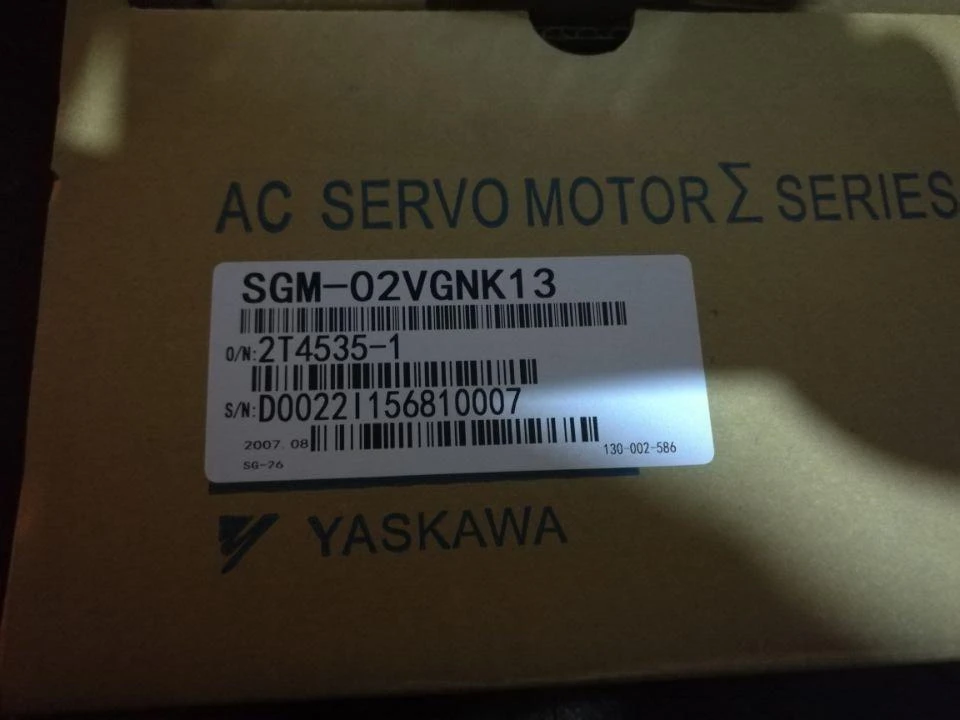 AC SERVO MOTOR Σ SERIES
SGM-02VGNK13
O/N:2T4535-1
S/N:D0022I156810007
2007.08
130-002-586
SG-26
YASKAWA